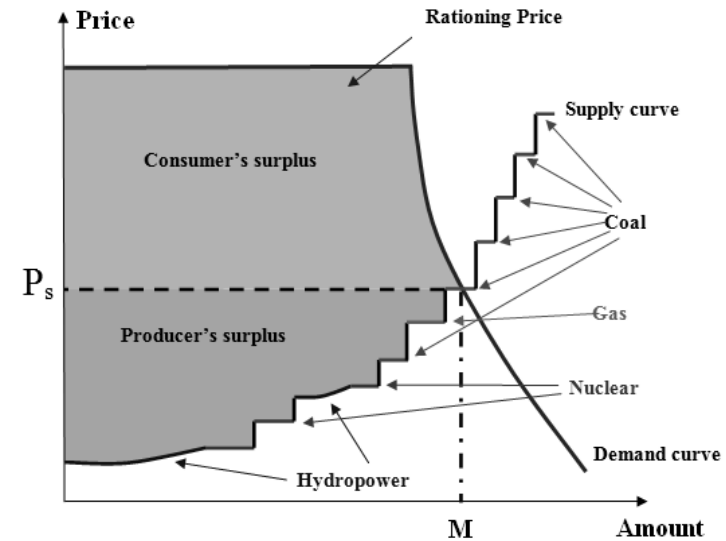 Price
Rationing Price
Supply curve
Consumer's surplus
Coal
Ps
Gas
Producer's surplus
Nuclear
Demand curve
Hydropower
M
Amount